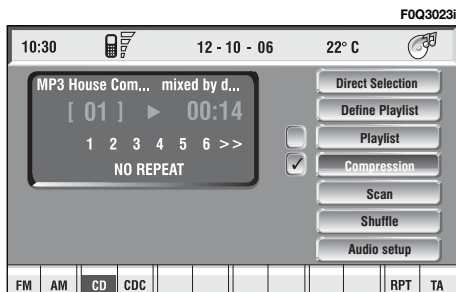 F0Q3023i
10:30 12 - 10 - 06 22° C
MP3 House Com... mixed by d...
[ 01 ] ► 00:14
1 2 3 4 5 6 >>
NO REPEAT
Direct Selection
Define Playlist
Playlist
Compression
Scan
Shuffle
Audio setup
FM AM CD CDC RPT TA